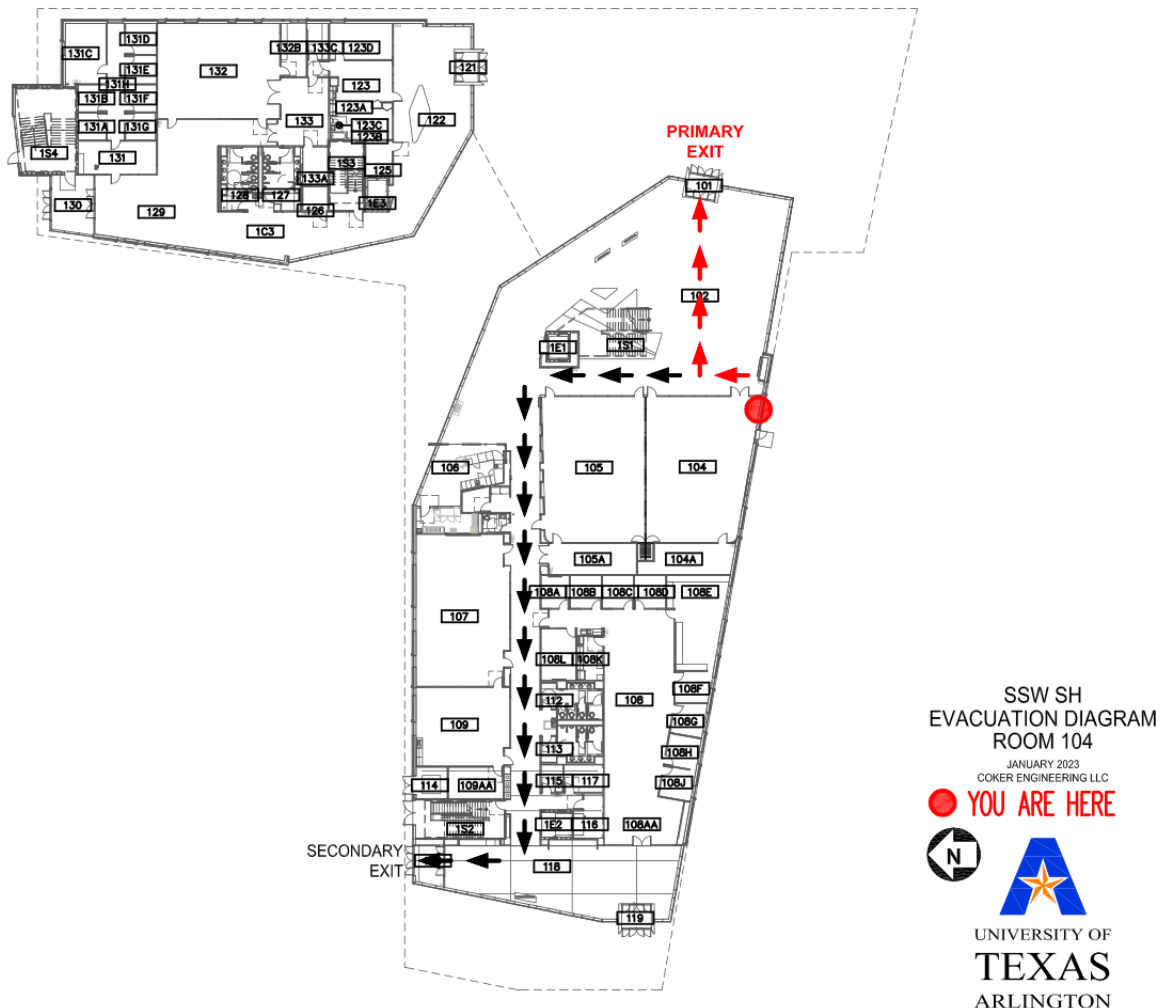 131C
131D
132B
133C
123D
131E
132
121
131H
123
131B
131F
123A
133
122
123C
131A
131G
123B
1S4
131
1S3
125
133A
128
127
1E3
130
129
126
1C3
PRIMARY
EXIT
101
102
1E1
1S1
106
105
104
105A
104A
108A
108B
108C
108D
108E
107
108L
108K
108F
112
108
109
108G
113
108H
114
109AA
115
117
108J
1S2
1E2
116
108AA
SECONDARY
EXIT
118
119
SSW SH
EVACUATION DIAGRAM
ROOM 104
JANUARY 2023
COKER ENGINEERING LLC
YOU ARE HERE
N
UNIVERSITY OF
TEXAS
ARLINGTON